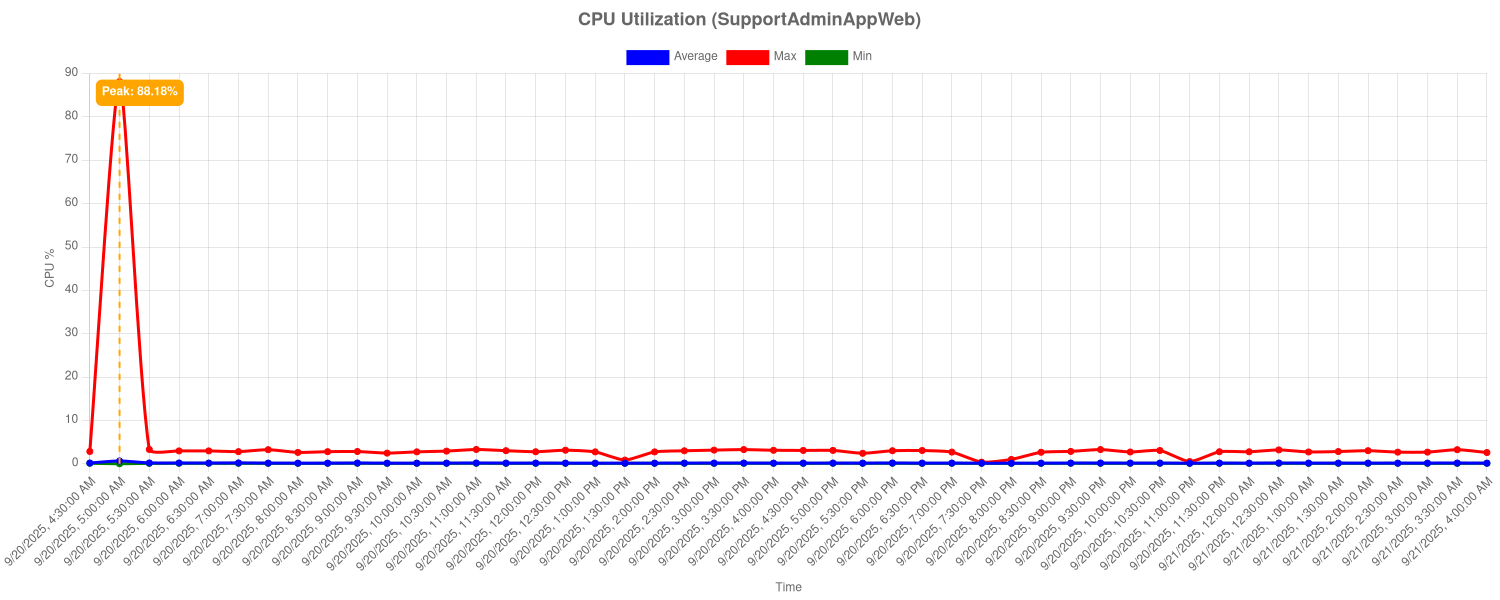 CPU Utilization (SupportAdminAppWeb)
Average Max Min
Peak: 88.18%
90
80
70
60
50
40
30
20
10
0
CPU %
9/20/2025, 4:30:00 AM
9/20/2025, 5:00:00 AM
9/20/2025, 5:30:00 AM
9/20/2025, 6:00:00 AM
9/20/2025, 6:30:00 AM
9/20/2025, 7:00:00 AM
9/20/2025, 7:30:00 AM
9/20/2025, 8:00:00 AM
9/20/2025, 8:30:00 AM
9/20/2025, 9:00:00 AM
9/20/2025, 9:30:00 AM
9/20/2025, 10:00:00 AM
9/20/2025, 10:30:00 AM
9/20/2025, 11:00:00 AM
9/20/2025, 11:30:00 AM
9/20/2025, 12:00:00 PM
9/20/2025, 12:30:00 PM
9/20/2025, 1:00:00 PM
9/20/2025, 1:30:00 PM
9/20/2025, 2:00:00 PM
9/20/2025, 2:30:00 PM
9/20/2025, 3:00:00 PM
9/20/2025, 3:30:00 PM
9/20/2025, 4:00:00 PM
9/20/2025, 4:30:00 PM
9/20/2025, 5:00:00 PM
9/20/2025, 5:30:00 PM
9/20/2025, 6:00:00 PM
9/20/2025, 6:30:00 PM
9/20/2025, 7:00:00 PM
9/20/2025, 7:30:00 PM
9/20/2025, 8:00:00 PM
9/20/2025, 8:30:00 PM
9/20/2025, 9:00:00 PM
9/20/2025, 9:30:00 PM
9/20/2025, 10:00:00 PM
9/20/2025, 10:30:00 PM
9/20/2025, 11:00:00 PM
9/20/2025, 11:30:00 PM
9/21/2025, 12:00:00 AM
9/21/2025, 12:30:00 AM
9/21/2025, 1:00:00 AM
9/21/2025, 1:30:00 AM
9/21/2025, 2:00:00 AM
9/21/2025, 2:30:00 AM
9/21/2025, 3:00:00 AM
9/21/2025, 3:30:00 AM
9/21/2025, 4:00:00 AM
Time